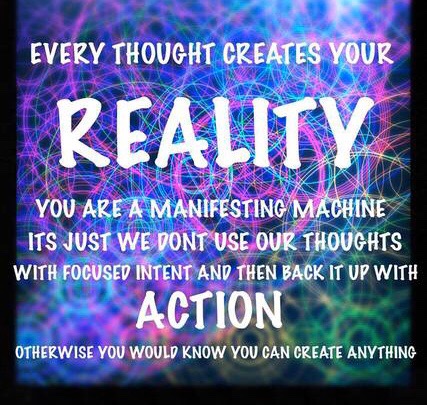 EVERY THOUGHT CREATES YOUR
REALITY
YOU ARE A MANIFESTING MACHINE
ITS JUST WE DONT USE OUR THOUGHTS
WITH FOCUSED INTENT AND THEN BACK IT UP WITH
ACTION
OTHERWISE YOU WOULD KNOW YOU CAN CREATE ANYTHING